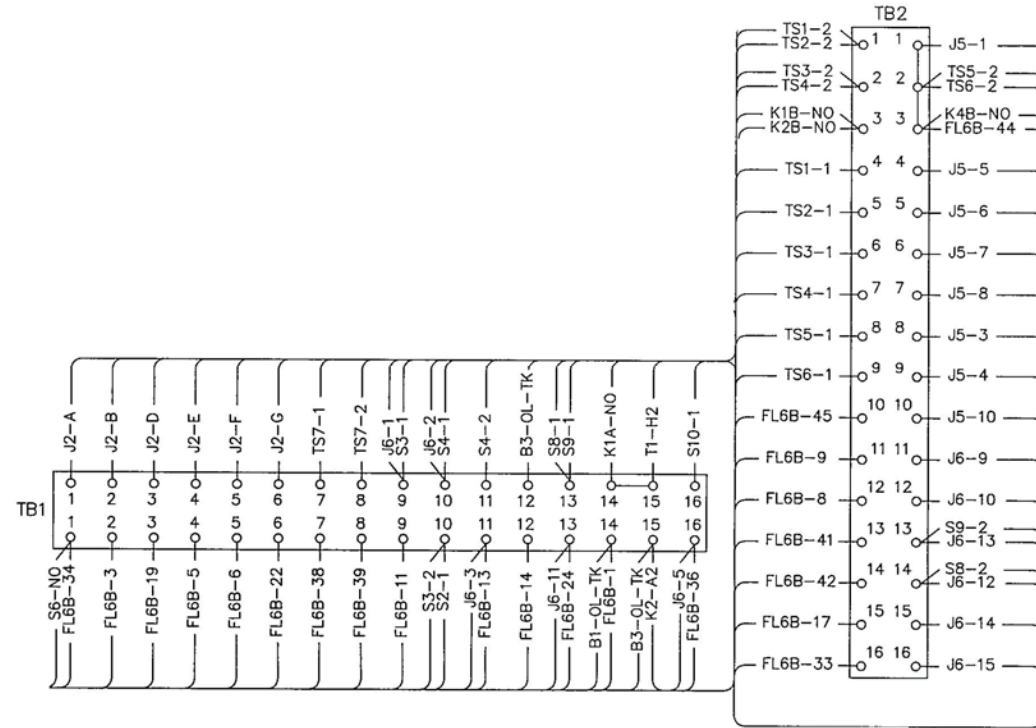 TB2
TS1-2
TS2-2
1 1
J5-1
TS3-2
TS4-2
2 2
TS5-2
TS6-2
K1B-NO
K2B-NO
3 3
K4B-NO
FL6B-44
TS1-1
4 4
J5-5
TS2-1
5 5
J5-6
TS3-1
6 6
J5-7
TS4-1
7 7
J5-8
TS5-1
8 8
J5-3
TS6-1
9 9
J5-4
FL6B-45
10 10
J5-10
FL6B-9
11 11
J6-9
FL6B-8
12 12
J6-10
FL6B-41
13 13
S9-2
J6-13
FL6B-42
14 14
S8-2
J6-12
FL6B-17
15 15
J6-14
FL6B-33
16 16
J6-15
TB1
J2-A
J2-B
J2-D
J2-E
J2-F
J2-G
TS7-1
TS7-2
J6-1
S3-1
J6-2
S4-1
S4-2
B3-OL-TK
S8-1
S9-1
K1A-NO
T1-H2
S10-1
1 2 3 4 5 6 7 8 9 10 11 12 13 14 15 16
1 2 3 4 5 6 7 8 9 10 11 12 13 14 15 16
S6-NO
FL6B-34
FL6B-3
FL6B-19
FL6B-5
FL6B-6
FL6B-22
FL6B-38
FL6B-39
FL6B-11
S3-2
S2-1
J6-3
FL6B-13
FL6B-14
J6-11
FL6B-24
B1-OL-TK
FL6B-1
B3-OL-TK
K2-A2
J6-5
FL6B-36